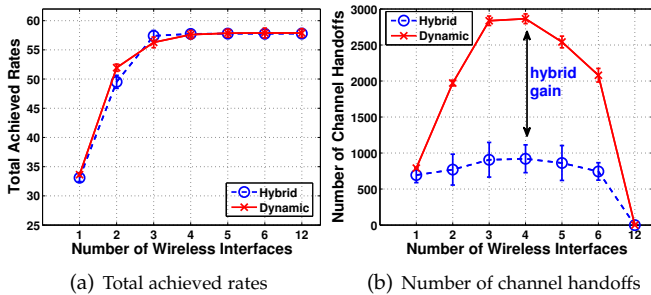 60
55
50
45
40
35
30
25
Total Achieved Rates
Hybrid
Dynamic
1 2 3 4 5 6 12
Number of Wireless Interfaces
(a) Total achieved rates
3000
2500
2000
1500
1000
500
0
Number of Channel Handoffs
Hybrid
Dynamic
hybrid
gain
1 2 3 4 5 6 12
Number of Wireless Interfaces
(b) Number of channel handoffs